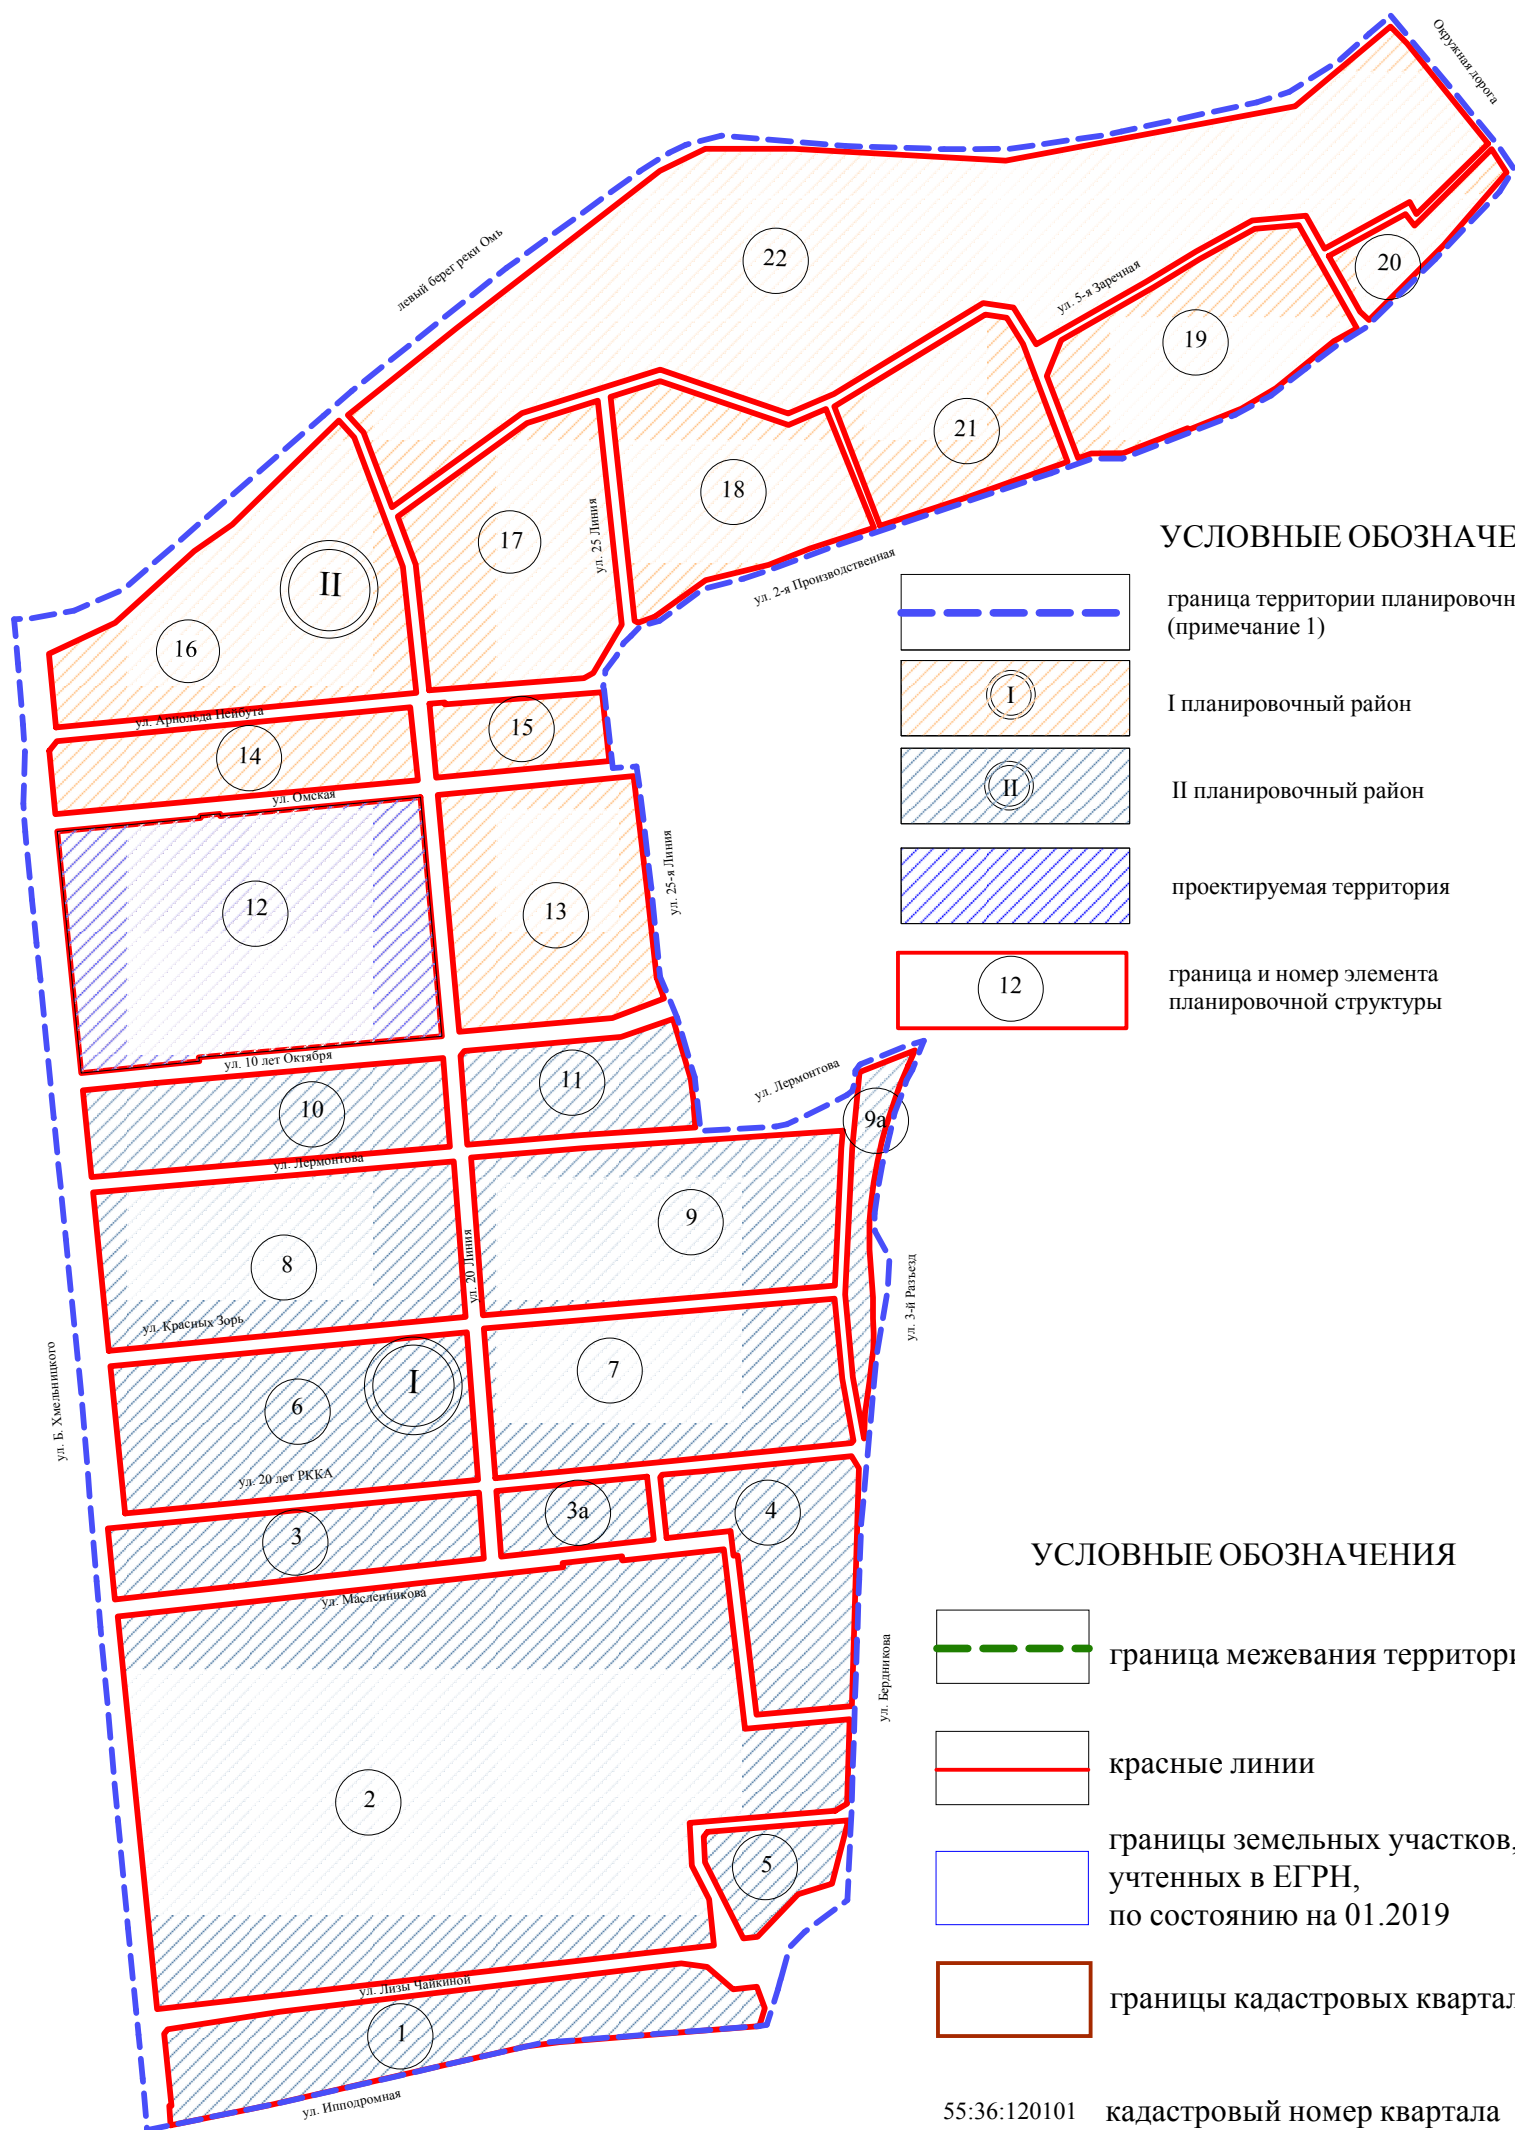 Окружная дорога
левый берег реки Омь
22
ул. 5-я Заречная
20
19
21
18
17
ул. 25 Линия
ул. 2-я Производственная
II
16
ул. Арнольда Нейбута
15
14
ул. Омская
12
13
ул. 25-я Линия
ул. 10 лет Октября
11
10
ул. Лермонтова
9а
ул. Лермонтова
9
8
ул. 20 Линия
ул. 3-й Разъезд
ул. Красных Зорь
7
I
6
ул. Б. Хмельницкого
ул. 20 лет РККА
3
3а
4
ул. Масленникова
ул. Бердникова
2
5
ул. Лизы Чайкиной
1
ул. Ипподромная
УСЛОВНЫЕ ОБОЗНАЧЕ
граница территории планировочн
(примечание 1)
I
I планировочный район
II
II планировочный район
проектируемая территория
12
граница и номер элемента
планировочной структуры
УСЛОВНЫЕ ОБОЗНАЧЕНИЯ
граница межевания территори
красные линии
границы земельных участков,
учтенных в ЕГРН,
по состоянию на 01.2019
границы кадастровых квартал
55:36:120101 кадастровый номер квартала